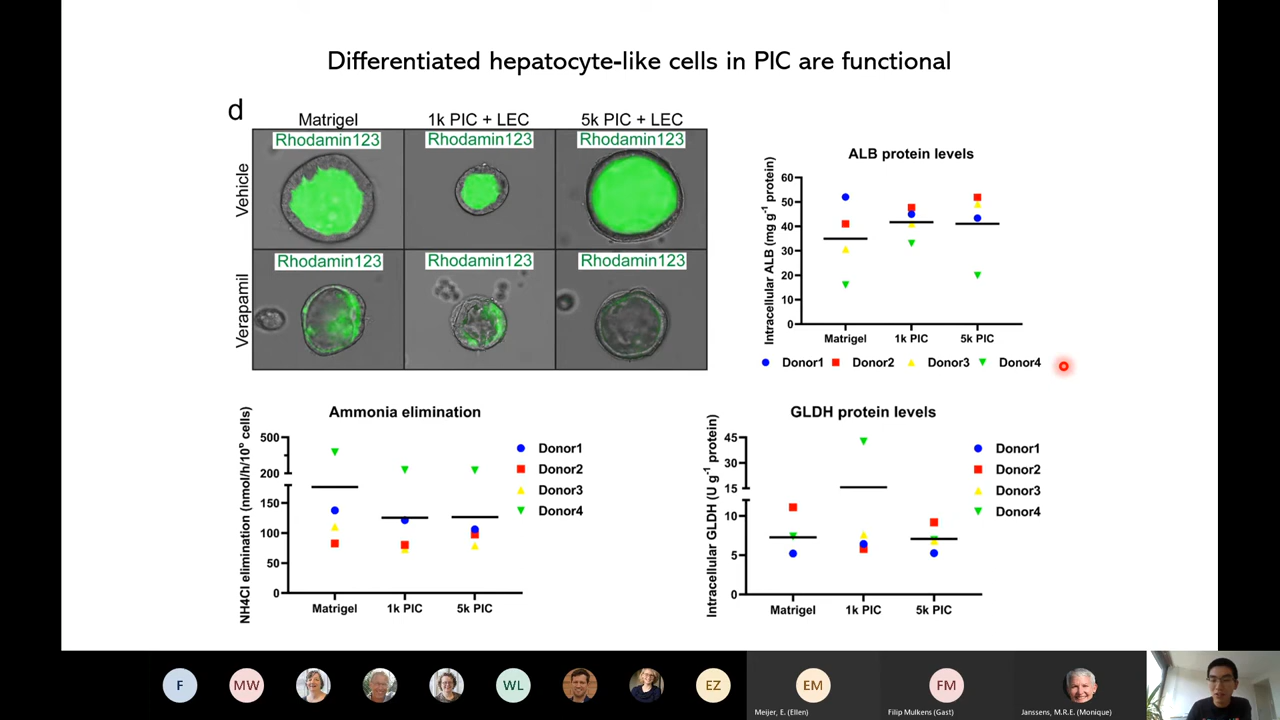 Differentiated hepatocyte-like cells in PIC are functional
d
Matrigel
1k PIC + LEC
5k PIC + LEC
Vehicle
Rhodamin123
Rhodamin123
Rhodamin123
Verapamil
Rhodamin123
Rhodamin123
Rhodamin123
ALB protein levels
Intracellular ALB (mg g⁻¹ protein)
60
50
40
30
20
10
0
Matrigel
1k PIC
5k PIC
Donor1
Donor2
Donor3
Donor4
Ammonia elimination
NH4Cl elimination (nmol/h/10⁶ cells)
500
200
150
100
50
0
Matrigel
1k PIC
5k PIC
Donor1
Donor2
Donor3
Donor4
GLDH protein levels
Intracellular GLDH (U g⁻¹ protein)
45
30
15
10
5
0
Matrigel
1k PIC
5k PIC
Donor1
Donor2
Donor3
Donor4
F
MW
WL
EZ
EM
Meijer, E. (Ellen)
FM
Filip Mulkens (Gast)
Janssens, M.R.E. (Monique)